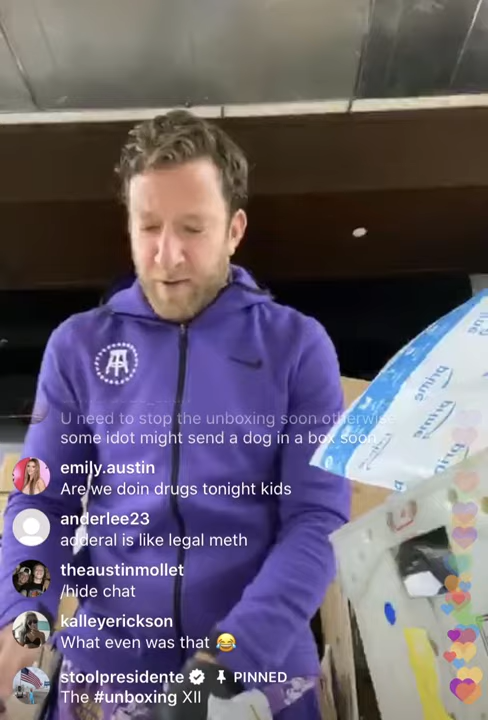 prime
prime
prime
prime
U need to stop the unboxing soon otherwise
some idot might send a dog in a box soon
emily.austin
Are we doin drugs tonight kids
anderlee23
adderal is like legal meth
theaustinmollet
/hide chat
kalleyerickson
What even was that 😂
stoolpresidente PINNED
The #unboxing XII